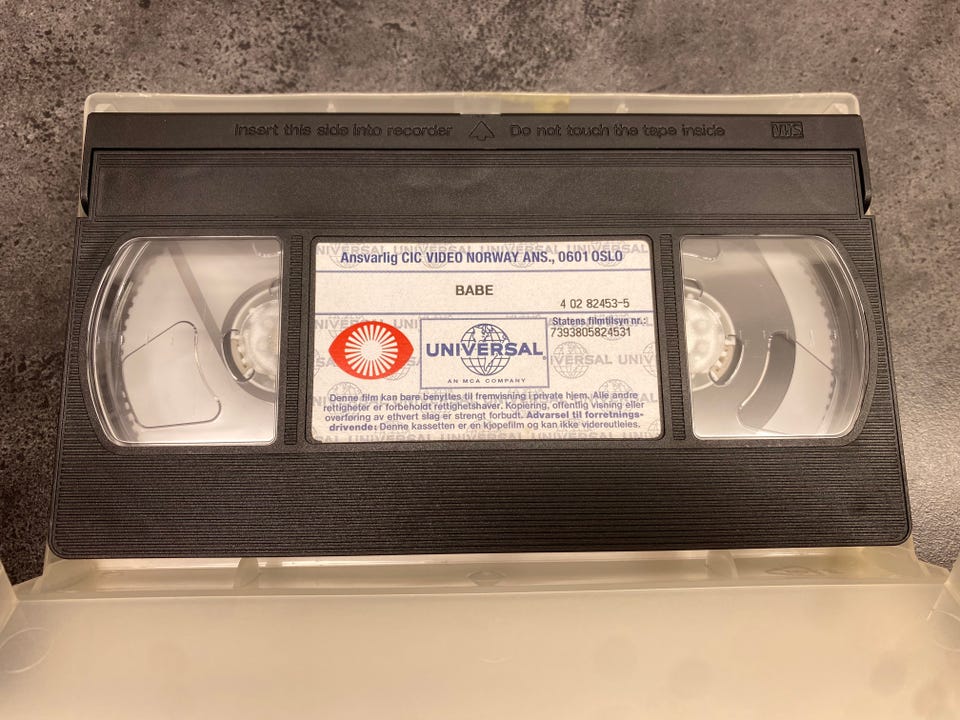 Insert this side into recorder Do not touch the tape inside VHS
Ansvarlig CIC VIDEO NORWAY ANS., 0601 OSLO
BABE
4 02 82453-5
Statens filmtilsyn nr.:
7393805824531
UNIVERSAL
AN MCA COMPANY
Denne film kan bare benyttes til fremvisning i private hjem. Alle andre
rettigheter er forbeholdt rettighetshaver. Kopiering, offentlig visning eller
overføring av ethvert slag er strengt forbudt. Advarsel til forretnings-
drivende: Denne kassetten er en kjøpefilm og kan ikke videreutleies.